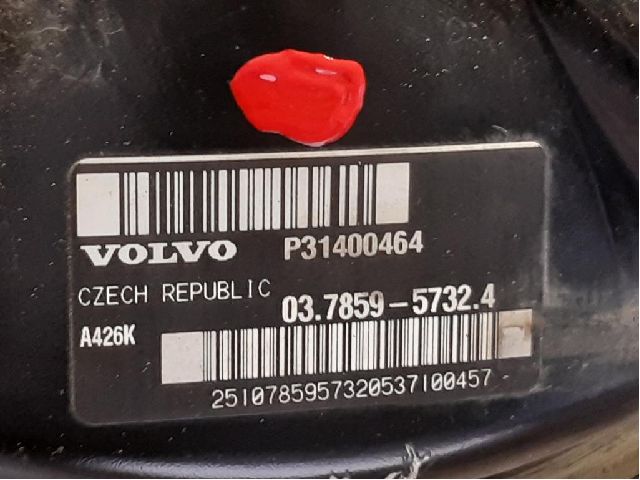 VOLVO P31400464
CZECH REPUBLIC 03.7859-5732.4
A426K
2510785957320537100457